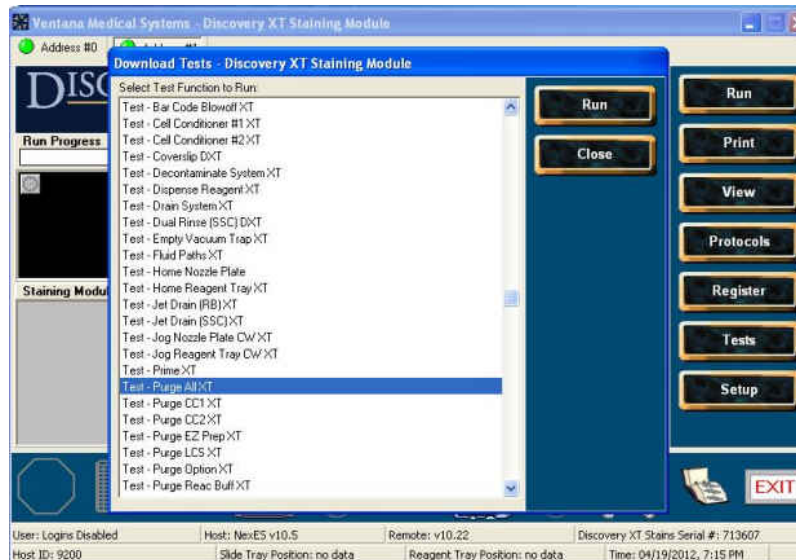 Ventana Medical Systems - Discovery XT Staining Module
Address #0
Download Tests - Discovery XT Staining Module
DISC
Run Progress
Staining Modul
Select Test Function to Run:
Test - Bar Code Blowoff XT
Test - Cell Conditioner #1 XT
Test - Cell Conditioner #2 XT
Test - Coverslip DXT
Test - Decontaminate System XT
Test - Dispense Reagent XT
Test - Drain System XT
Test - Dual Rinse (SSC) DXT
Test - Empty Vacuum Trap XT
Test - Fluid Paths XT
Test - Home Nozzle Plate
Test - Home Reagent Tray XT
Test - Jet Drain (RB) XT
Test - Jet Drain (SSC) XT
Test - Jog Nozzle Plate CW XT
Test - Jog Reagent Tray CW XT
Test - Prime XT
Test - Purge All XT
Test - Purge CC1 XT
Test - Purge CC2 XT
Test - Purge EZ Prep XT
Test - Purge LCS XT
Test - Purge Option XT
Test - Purge Reac Buff XT
Run
Close
Run
Print
View
Protocols
Register
Tests
Setup
EXIT
User: Logins Disabled
Host: NexES v10.5
Remote: v10.22
Discovery XT Stains Serial #: 713607
Host ID: 9200
Slide Tray Position: no data
Reagent Tray Position: no data
Time: 04/19/2012, 7:15 PM